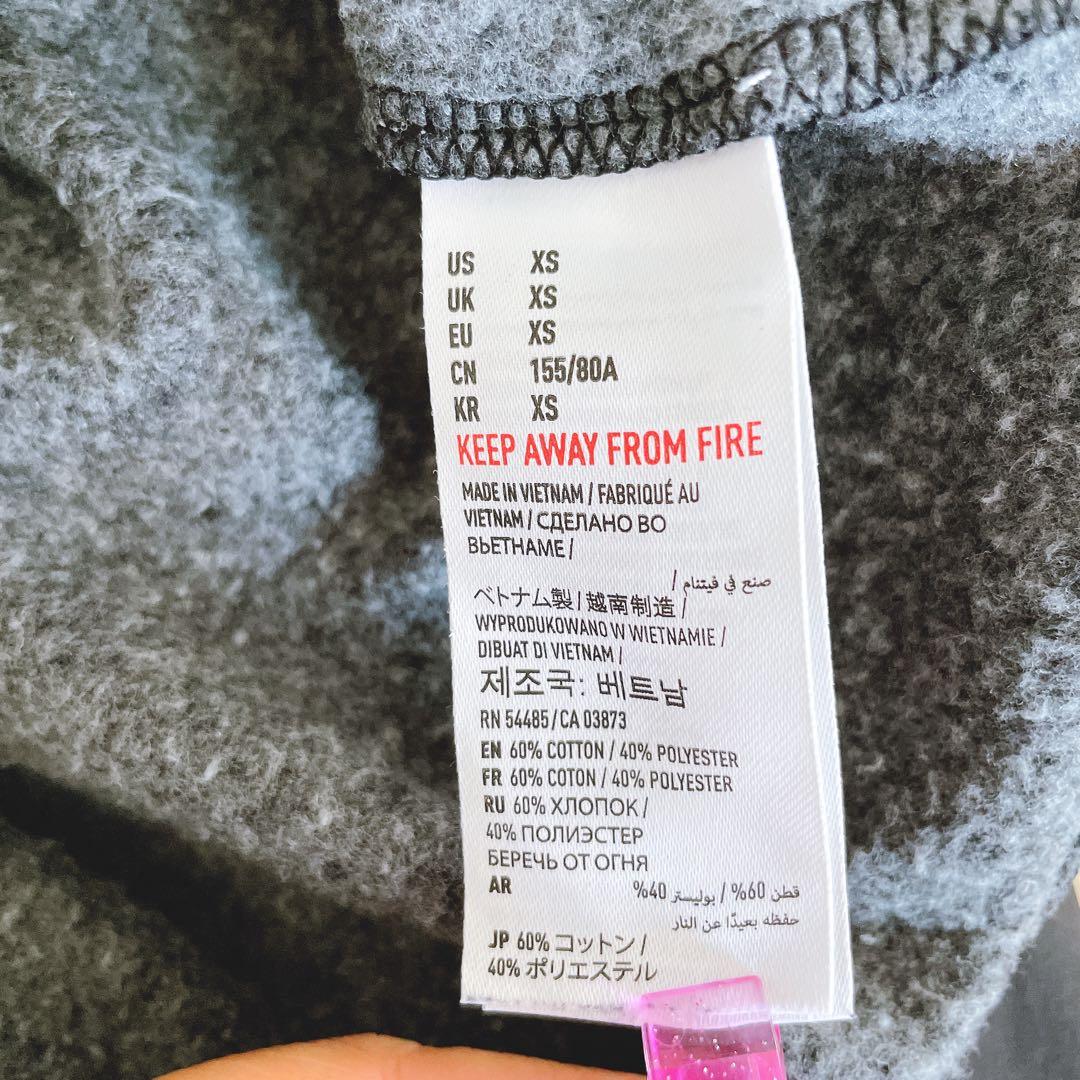 US XS
UK XS
EU XS
CN 155/80A
KR XS
KEEP AWAY FROM FIRE
MADE IN VIETNAM / FABRIQUÉ AU
VIETNAM / СДЕЛАНО ВО
ВЬЕТНАМЕ /
صنع في فيتنام /
ベトナム製 / 越南制造 /
WYPRODUKOWANO W WIETNAMIE /
DIBUAT DI VIETNAM /
제조국: 베트남
RN 54485 / CA 03873
EN 60% COTTON / 40% POLYESTER
FR 60% COTON / 40% POLYESTER
RU 60% ХЛОПОК /
40% ПОЛИЭСТЕР
БЕРЕЧЬ ОТ ОГНЯ
AR قطن 60% / بوليستر 40%
حفظه بعيدًا عن النار
JP 60% コットン /
40% ポリエステル